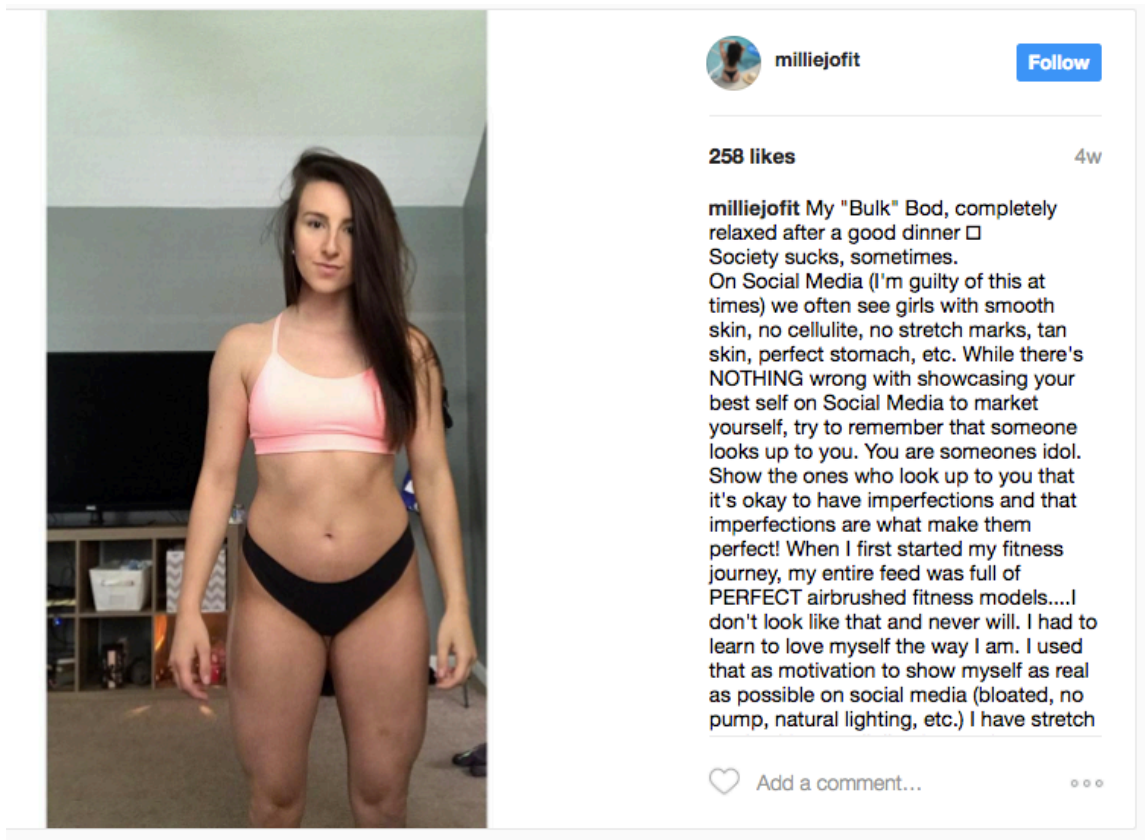 milliejofit
Follow
258 likes
4w
milliejofit My "Bulk" Bod, completely
relaxed after a good dinner □
Society sucks, sometimes.
On Social Media (I'm guilty of this at
times) we often see girls with smooth
skin, no cellulite, no stretch marks, tan
skin, perfect stomach, etc. While there's
NOTHING wrong with showcasing your
best self on Social Media to market
yourself, try to remember that someone
looks up to you. You are someones idol.
Show the ones who look up to you that
it's okay to have imperfections and that
imperfections are what make them
perfect! When I first started my fitness
journey, my entire feed was full of
PERFECT airbrushed fitness models....I
don't look like that and never will. I had to
learn to love myself the way I am. I used
that as motivation to show myself as real
as possible on social media (bloated, no
pump, natural lighting, etc.) I have stretch
Add a comment...